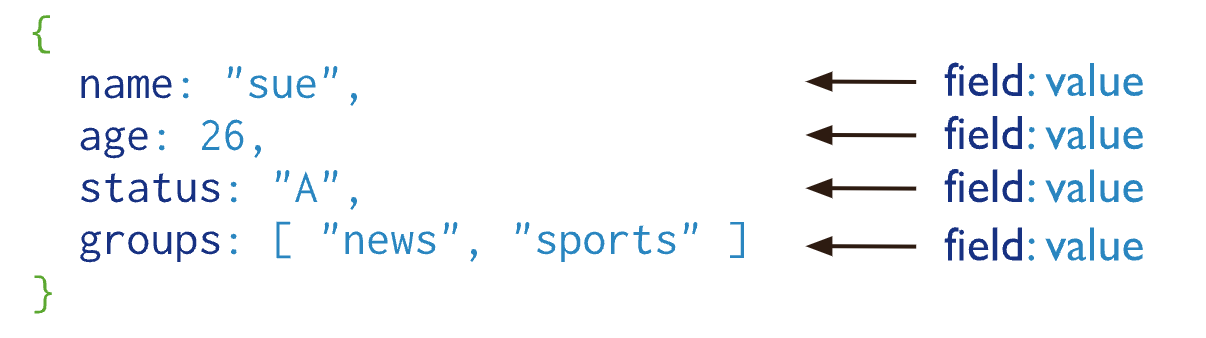 {
name: "sue", field: value
age: 26, field: value
status: "A", field: value
groups: [ "news", "sports" ] field: value
}